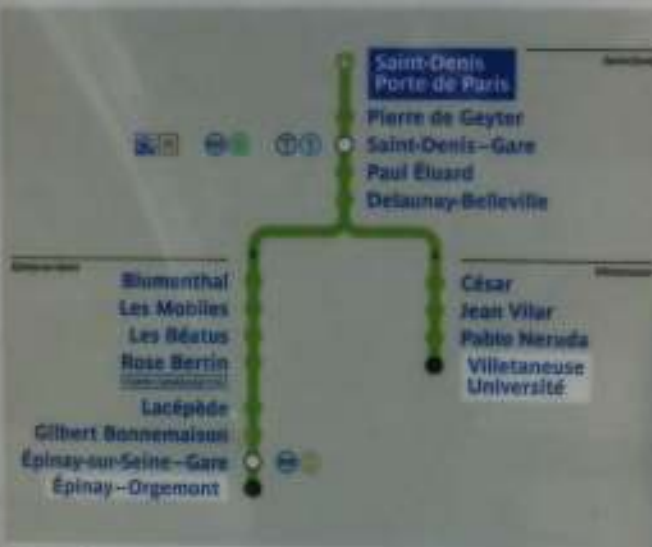 Saint-Denis
Porte de Paris
Pierre de Geyter
Saint-Denis–Gare
Paul Éluard
Delaunay-Belleville
Blumenthal
Les Mobiles
Les Béatus
Rose Bertin
Lacépède
Gilbert Bonnemaison
Épinay-sur-Seine–Gare
Épinay–Orgemont
César
Jean Vilar
Pablo Neruda
Villetaneuse
Université